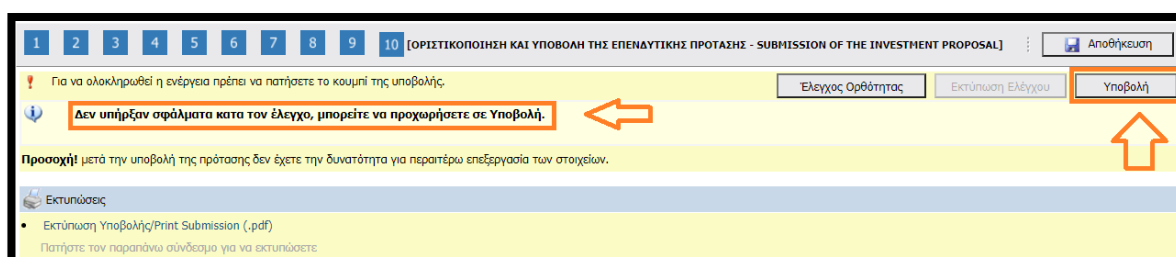 1 2 3 4 5 6 7 8 9 10 [ΟΡΙΣΤΙΚΟΠΟΙΗΣΗ ΚΑΙ ΥΠΟΒΟΛΗ ΤΗΣ ΕΠΕΝΔΥΤΙΚΗΣ ΠΡΟΤΑΣΗΣ - SUBMISSION OF THE INVESTMENT PROPOSAL] Αποθήκευση
Για να ολοκληρωθεί η ενέργεια πρέπει να πατήσετε το κουμπί της υποβολής.
Έλεγχος Ορθότητας Εκτύπωση Ελέγχου Υποβολή
Δεν υπήρξαν σφάλματα κατα τον έλεγχο, μπορείτε να προχωρήσετε σε Υποβολή.
Προσοχή! μετά την υποβολή της πρότασης δεν έχετε την δυνατότητα για περαιτέρω επεξεργασία των στοιχείων.
Εκτυπώσεις
Εκτύπωση Υποβολής/Print Submission (.pdf)
Πατήστε τον παραπάνω σύνδεσμο για να εκτυπώσετε